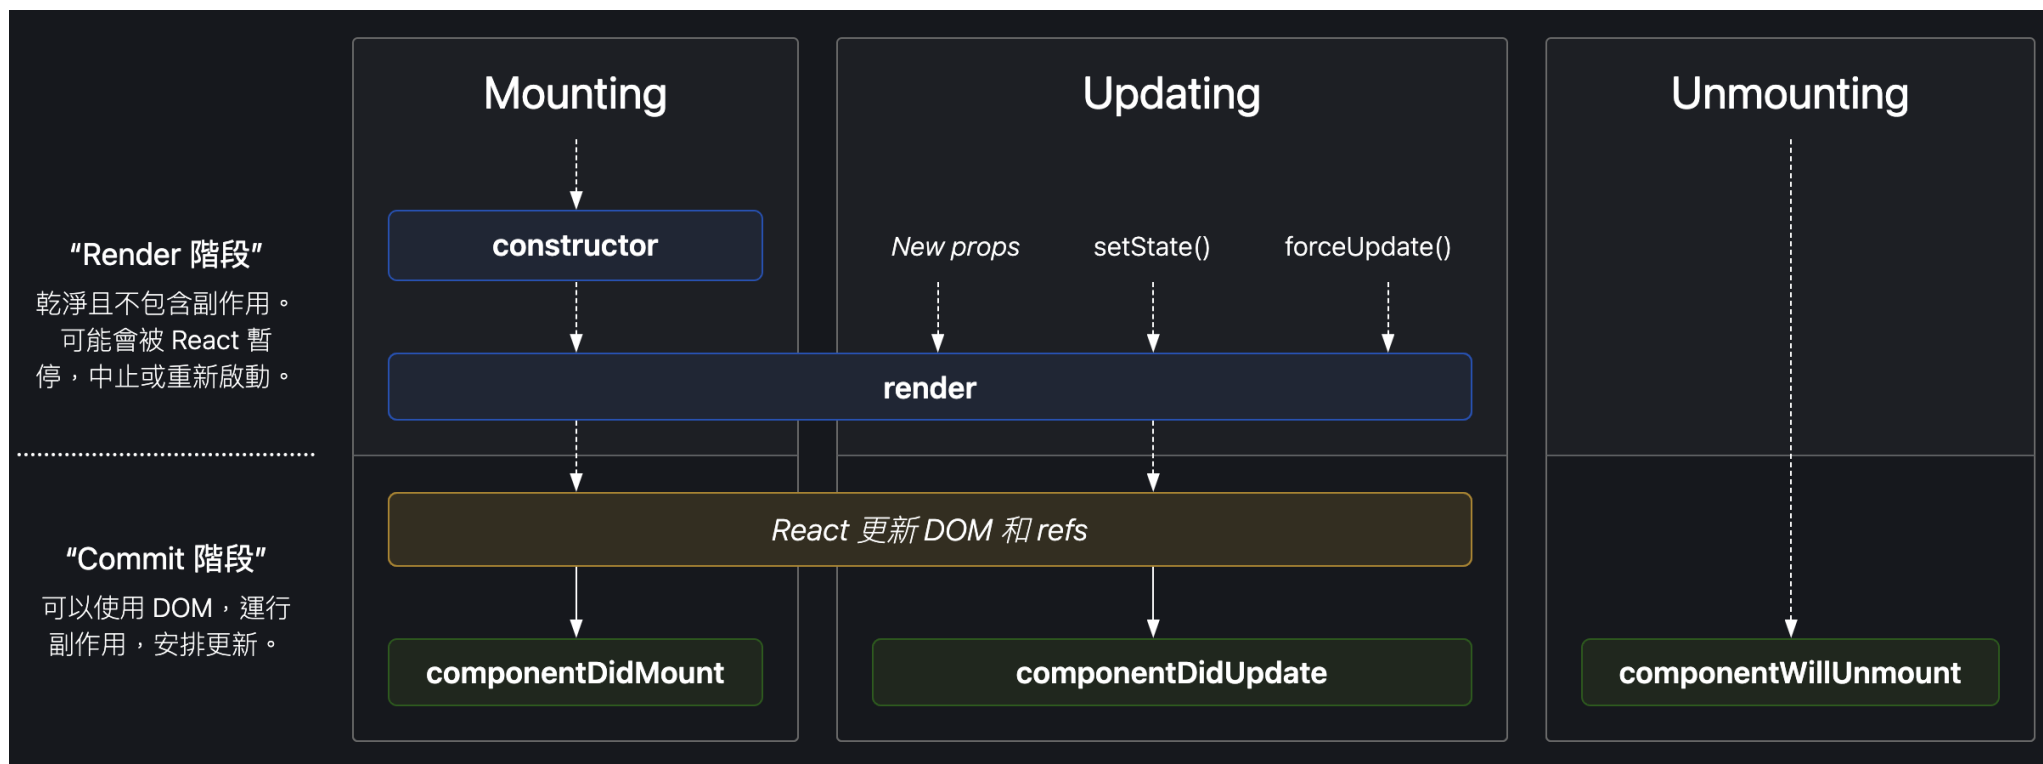 Mounting
Updating
Unmounting
“Render 階段”
乾淨且不包含副作用。
可能會被 React 暫
停，中止或重新啟動。
constructor
New props
setState()
forceUpdate()
render
“Commit 階段”
可以使用 DOM，運行
副作用，安排更新。
React 更新 DOM 和 refs
componentDidMount
componentDidUpdate
componentWillUnmount